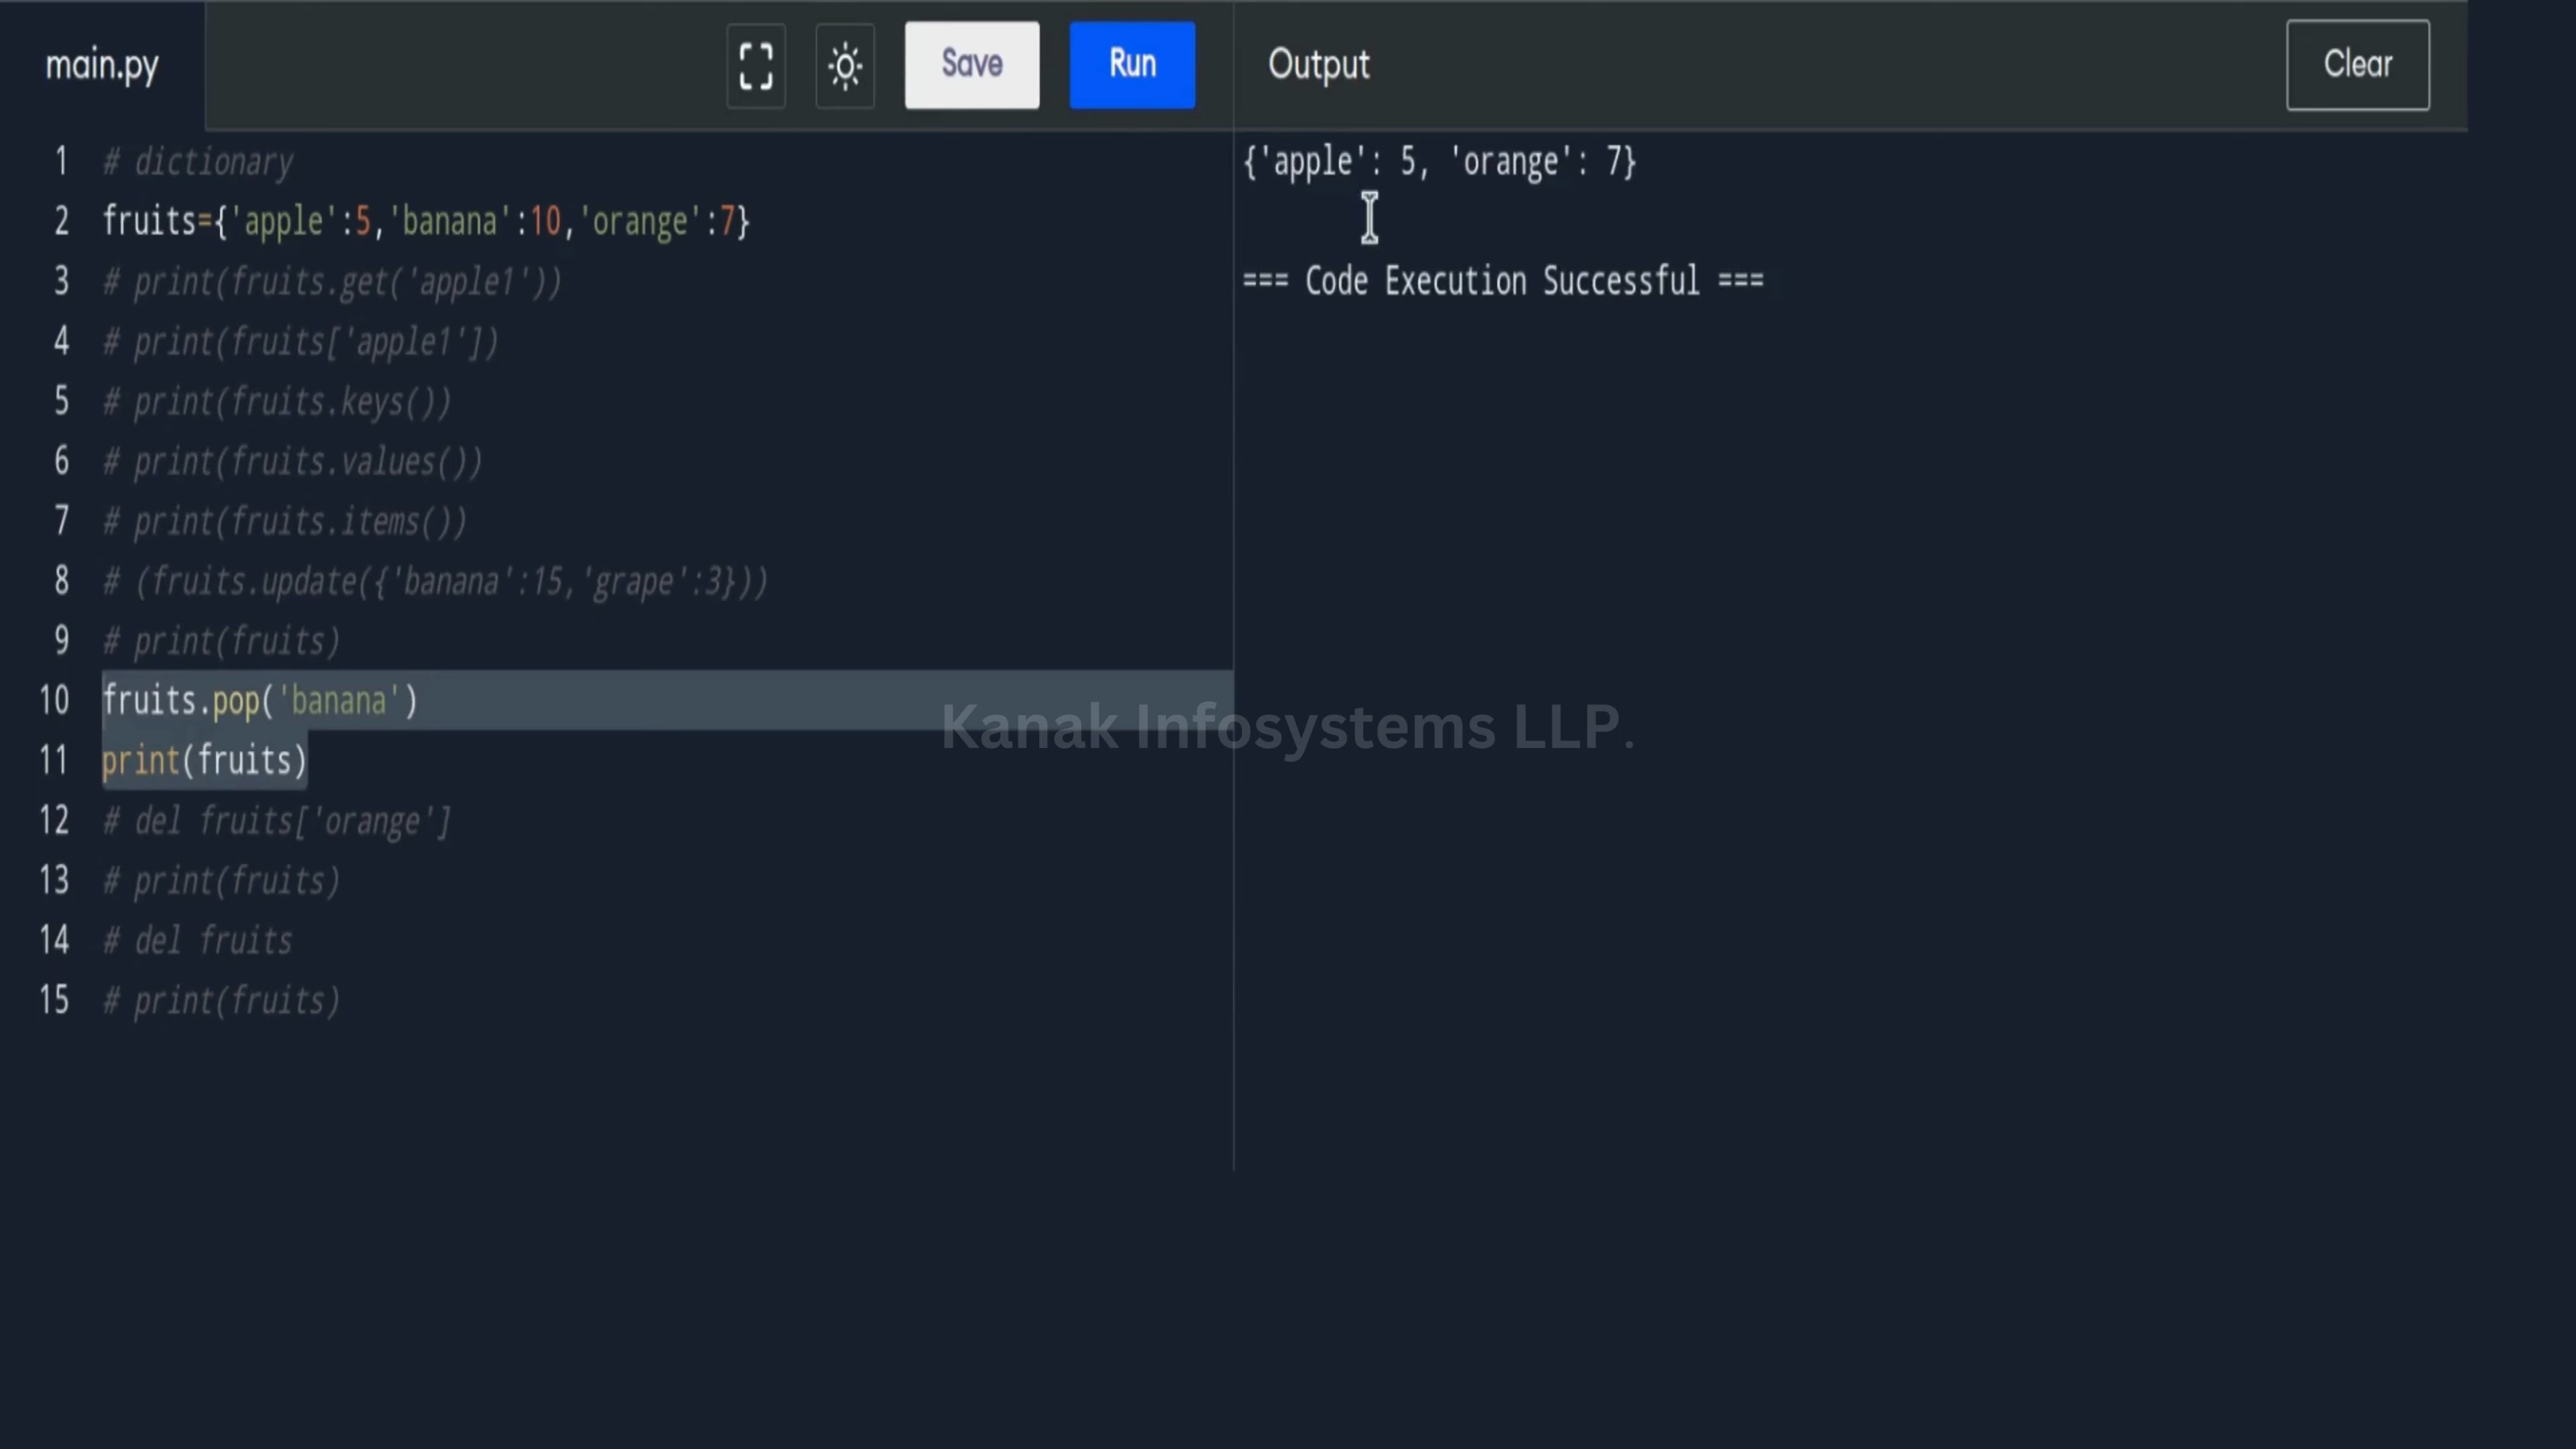 main.py
Save
Run
Output
Clear
1 # dictionary
2 fruits={'apple':5,'banana':10,'orange':7}
3 # print(fruits.get('apple1'))
4 # print(fruits['apple1'])
5 # print(fruits.keys())
6 # print(fruits.values())
7 # print(fruits.items())
8 # (fruits.update({'banana':15,'grape':3}))
9 # print(fruits)
10 fruits.pop('banana')
11 print(fruits)
12 # del fruits['orange']
13 # print(fruits)
14 # del fruits
15 # print(fruits)
{'apple': 5, 'orange': 7}
=== Code Execution Successful ===
Kanak Infosystems LLP.